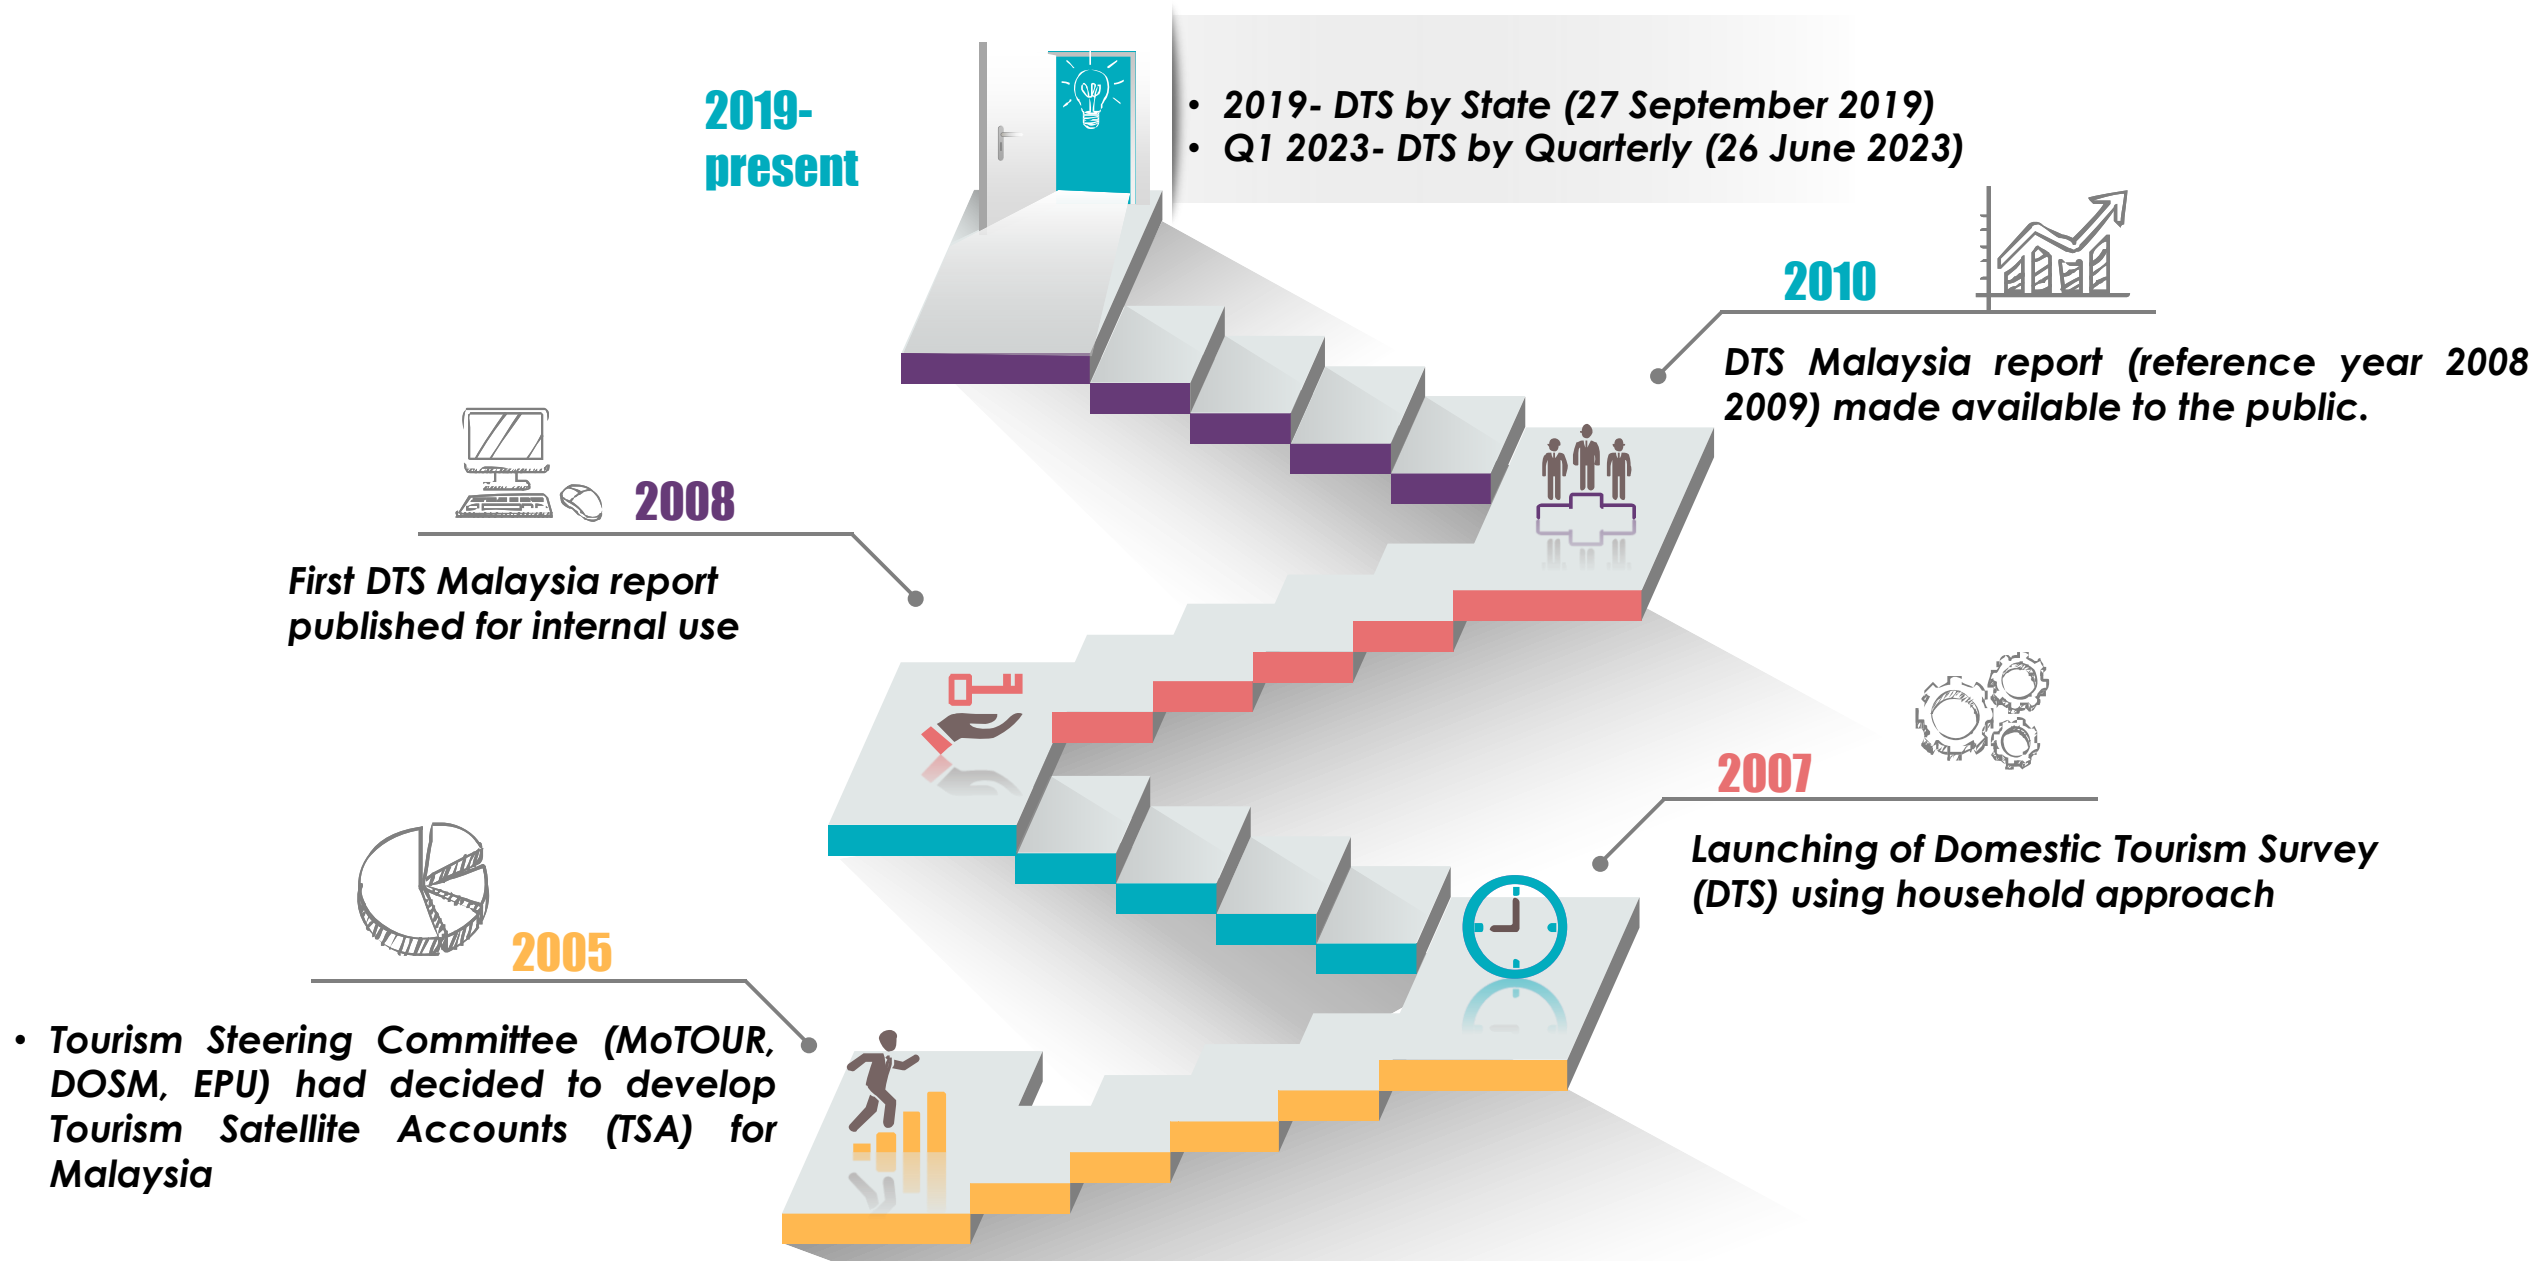 2019-
present
• 2019- DTS by State (27 September 2019)
• Q1 2023- DTS by Quarterly (26 June 2023)
2010
DTS Malaysia report (reference year 2008
2009) made available to the public.
2008
First DTS Malaysia report
published for internal use
2007
Launching of Domestic Tourism Survey
(DTS) using household approach
2005
• Tourism Steering Committee (MoTOUR,
DOSM, EPU) had decided to develop
Tourism Satellite Accounts (TSA) for
Malaysia